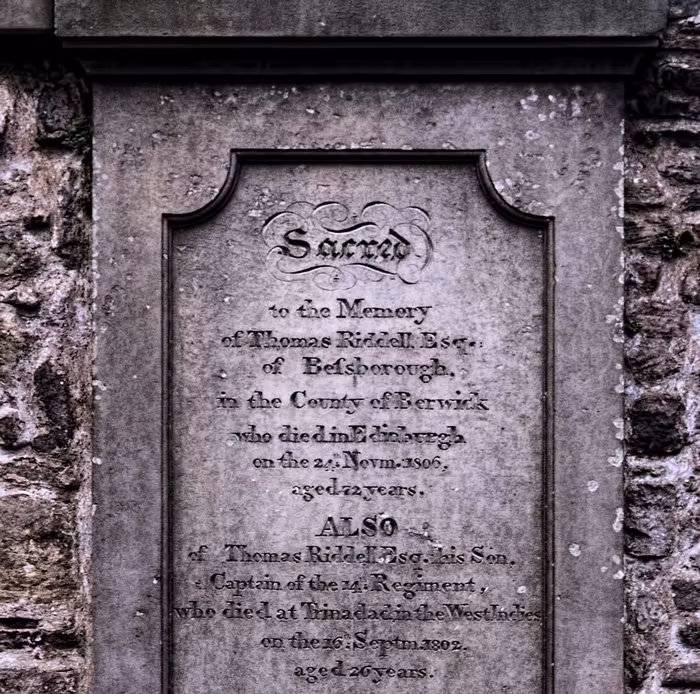 Sacred
to the Memory
of Thomas Riddell, Esq.
of Beſsborough,
in the County of Berwick
who died in Edinburgh
on the 24th Novm. 1806,
aged 72 years.
ALSO
of Thomas Riddell Esq. his Son,
Captain of the 14th Regiment,
who died at Trinadad in the West Indies
on the 16th Septm. 1802.
aged 26 years.